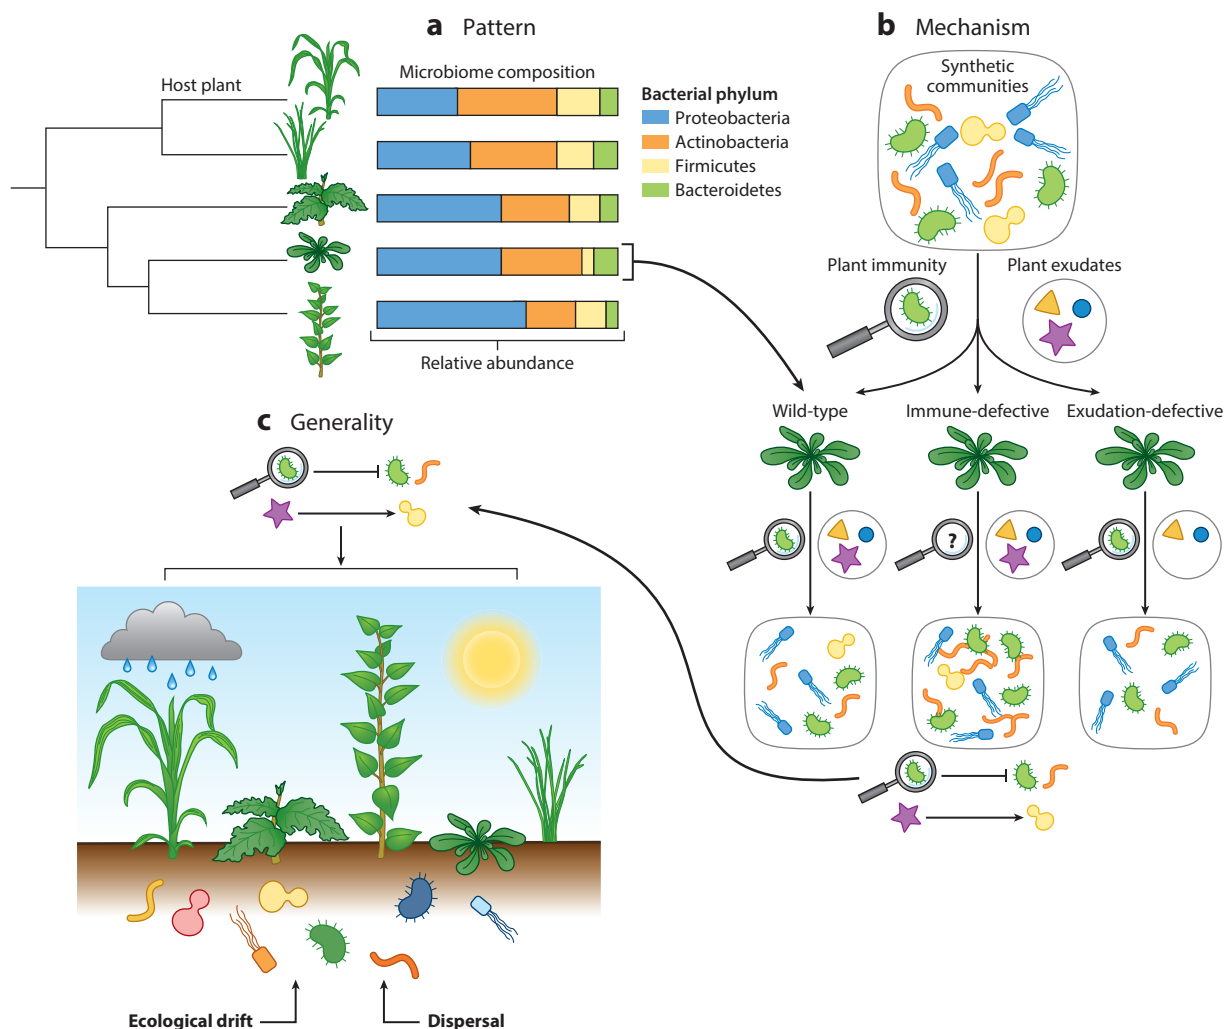 a Pattern
Host plant
Microbiome composition
Bacterial phylum
Proteobacteria
Actinobacteria
Firmicutes
Bacteroidetes
Relative abundance
b Mechanism
Synthetic
communities
Plant immunity
Plant exudates
Wild-type
Immune-defective
Exudation-defective
?
c Generality
Ecological drift
Dispersal